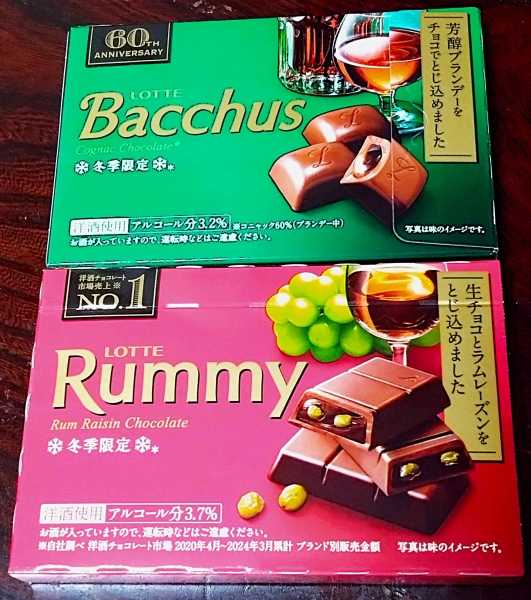 60TH
ANNIVERSARY
LOTTE
Bacchus
Cognac Chocolate*
❄冬季限定❄*
芳醇ブランデーを
チョコでとじ込めました
洋酒使用 アルコール分3.2% ※コニャック60%(ブランデー中)
お酒が入っていますので、運転時などはご遠慮ください。
写真は味のイメージです。
洋酒チョコレート
市場売上※
NO.1
LOTTE
Rummy
Rum Raisin Chocolate
❄冬季限定❄*
生チョコとラムレーズンを
とじ込めました
洋酒使用 アルコール分3.7%
お酒が入っていますので、運転時などはご遠慮ください。
※自社調べ 洋酒チョコレート市場 2020年4月~2024年3月累計 ブランド別販売金額
写真は味のイメージです。